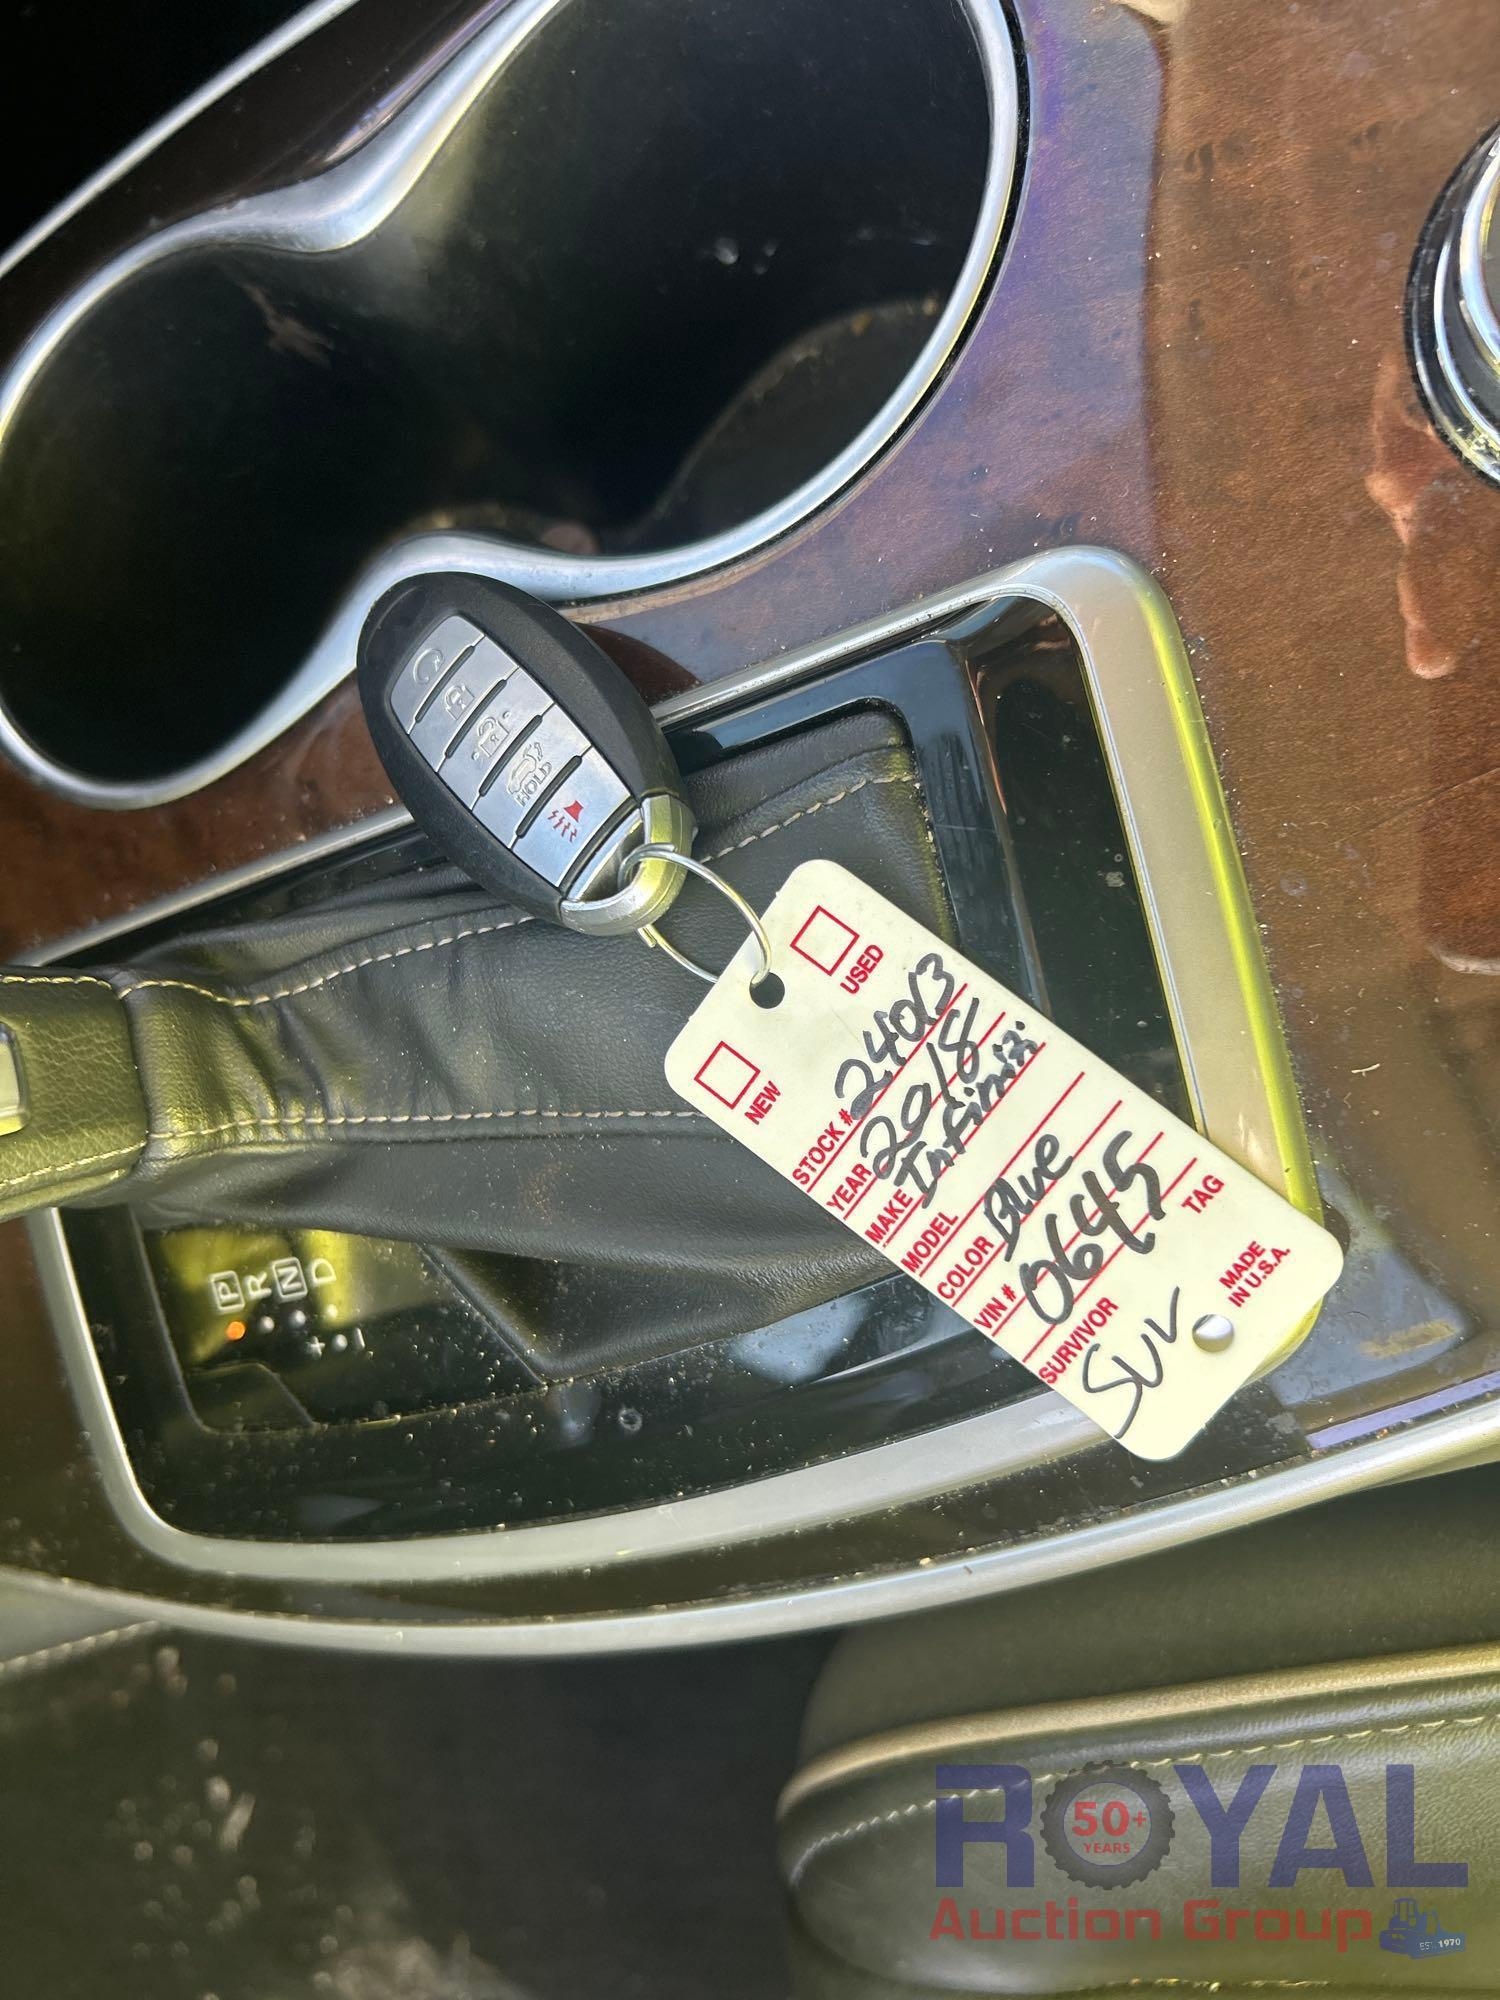 HOLD
USED
NEW
STOCK # 24013
YEAR 2018
MAKE Infiniti
MODEL
COLOR Blue
VIN # 0645
SURVIVOR TAG
SUV
MADE
IN U.S.A.
P
R
N
D
+
-
ROYAL
50+
YEARS
Auction Group
EST. 1970